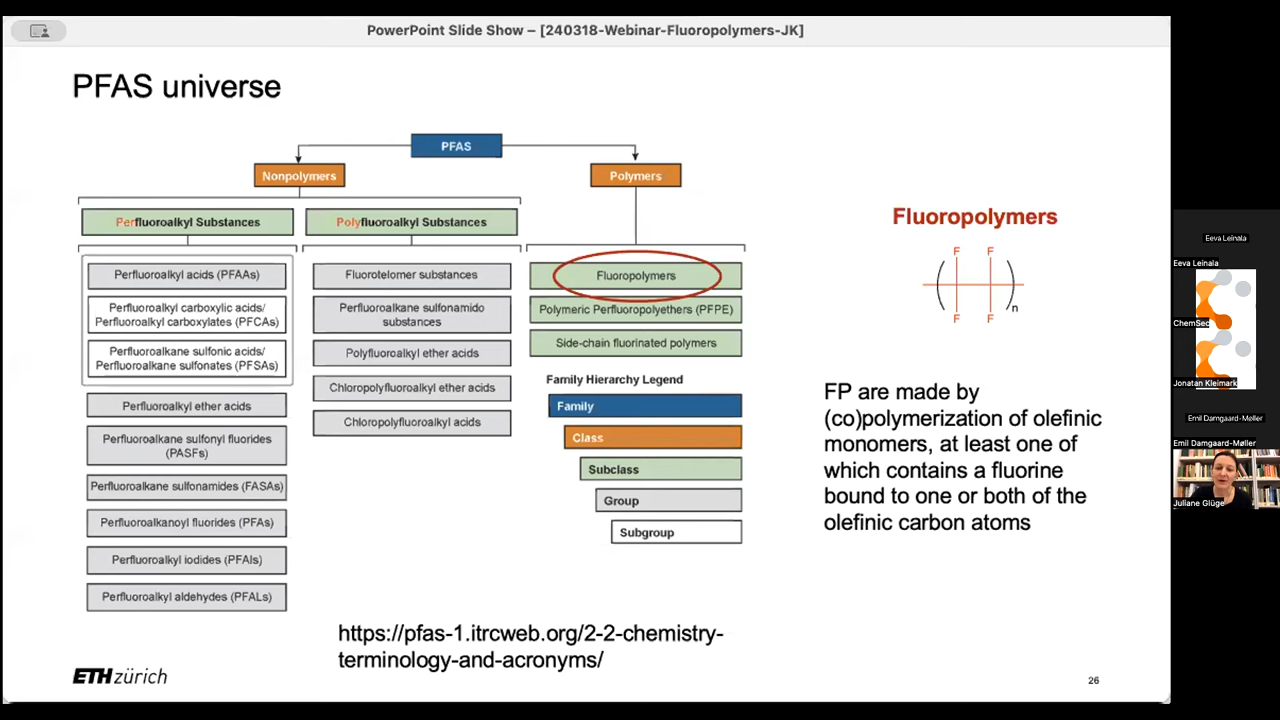 PowerPoint Slide Show – [240318-Webinar-Fluoropolymers-JK]
PFAS universe
PFAS
Nonpolymers
Polymers
Perfluoroalkyl Substances
Polyfluoroalkyl Substances
Perfluoroalkyl acids (PFAAs)
Perfluoroalkyl carboxylic acids/
Perfluoroalkyl carboxylates (PFCAs)
Perfluoroalkane sulfonic acids/
Perfluoroalkane sulfonates (PFSAs)
Perfluoroalkyl ether acids
Perfluoroalkane sulfonyl fluorides
(PASFs)
Perfluoroalkane sulfonamides (FASAs)
Perfluoroalkanoyl fluorides (PFAs)
Perfluoroalkyl iodides (PFAIs)
Perfluoroalkyl aldehydes (PFALs)
Fluorotelomer substances
Perfluoroalkane sulfonamido
substances
Polyfluoroalkyl ether acids
Chloropolyfluoroalkyl ether acids
Chloropolyfluoroalkyl acids
Fluoropolymers
Polymeric Perfluoropolyethers (PFPE)
Side-chain fluorinated polymers
Family Hierarchy Legend
Family
Class
Subclass
Group
Subgroup
Fluoropolymers
F F
( ) n
F F
FP are made by
(co)polymerization of olefinic
monomers, at least one of
which contains a fluorine
bound to one or both of the
olefinic carbon atoms
https://pfas-1.itrcweb.org/2-2-chemistry-
terminology-and-acronyms/
ETH zürich
26
Eeva Leinala
Eeva Leinala
ChemSec
Jonatan Kleimark
Emil Damgaard-Møller
Emil Damgaard-Møller
Juliane Glüge